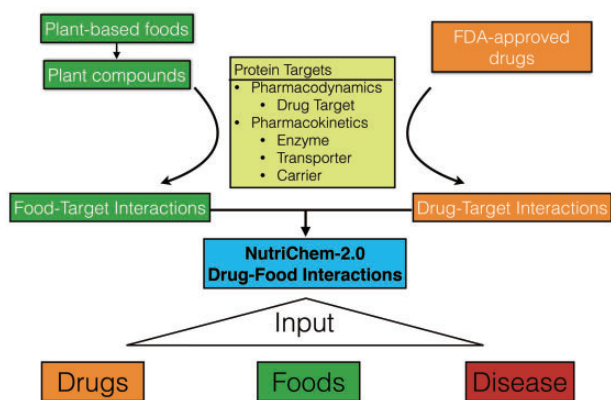 Plant-based foods
Plant compounds
Protein Targets
• Pharmacodynamics
• Drug Target
• Pharmacokinetics
• Enzyme
• Transporter
• Carrier
FDA-approved
drugs
Food-Target Interactions
Drug-Target Interactions
NutriChem-2.0
Drug-Food Interactions
Input
Drugs
Foods
Disease